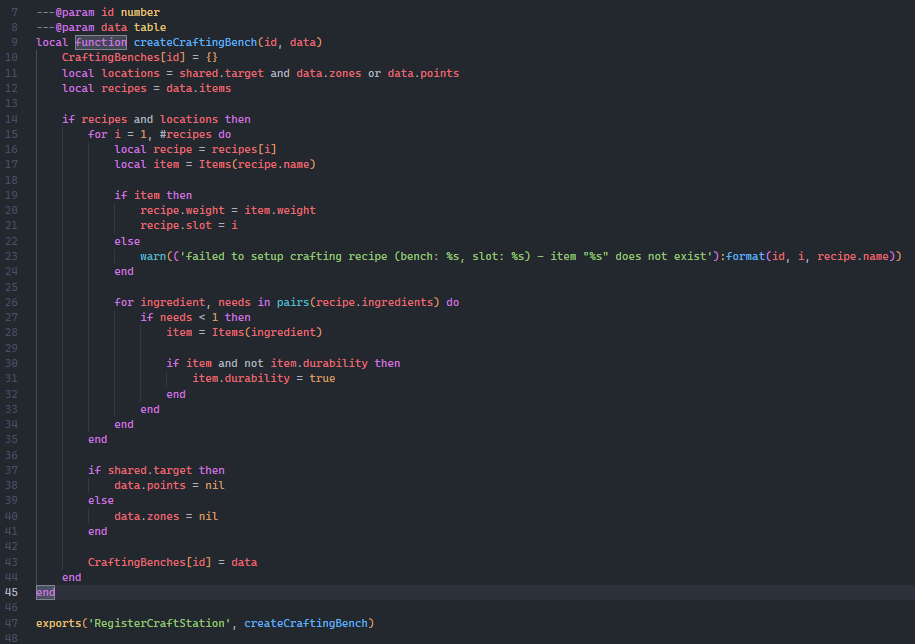 7 ---@param id number
8 ---@param data table
9 local function createCraftingBench(id, data)
10     CraftingBenches[id] = {}
11     local locations = shared.target and data.zones or data.points
12     local recipes = data.items
13
14     if recipes and locations then
15         for i = 1, #recipes do
16             local recipe = recipes[i]
17             local item = Items(recipe.name)
18
19             if item then
20                 recipe.weight = item.weight
21                 recipe.slot = i
22             else
23                 warn(('failed to setup crafting recipe (bench: %s, slot: %s) - item "%s" does not exist'):format(id, i, recipe.name))
24             end
25
26             for ingredient, needs in pairs(recipe.ingredients) do
27                 if needs < 1 then
28                     item = Items(ingredient)
29
30                     if item and not item.durability then
31                         item.durability = true
32                     end
33                 end
34             end
35         end
36
37         if shared.target then
38             data.points = nil
39         else
40             data.zones = nil
41         end
42
43         CraftingBenches[id] = data
44     end
45 end
46
47 exports('RegisterCraftStation', createCraftingBench)
48